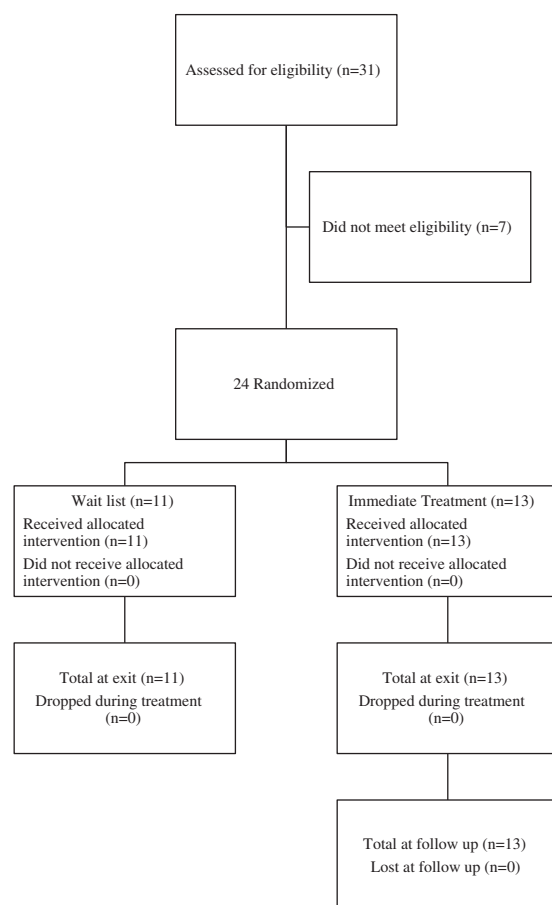 Assessed for eligibility (n=31)
Did not meet eligibility (n=7)
24 Randomized
Wait list (n=11)
Received allocated
intervention (n=11)
Did not receive allocated
intervention (n=0)
Immediate Treatment (n=13)
Received allocated
intervention (n=13)
Did not receive allocated
intervention (n=0)
Total at exit (n=11)
Dropped during treatment
(n=0)
Total at exit (n=13)
Dropped during treatment
(n=0)
Total at follow up (n=13)
Lost at follow up (n=0)